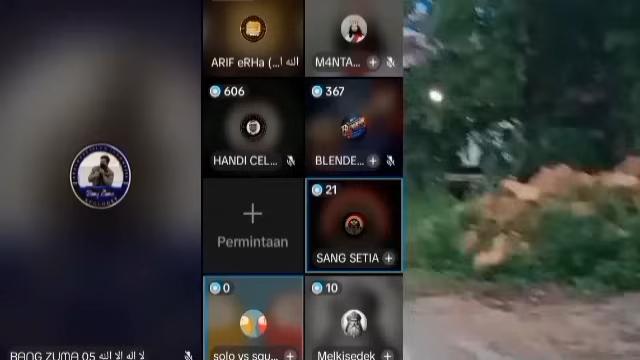 ARIF eRHa (...الله ا
M4NTA...
606
367
HANDI CEL...
BLENDE...
21
Permintaan
SANG SETIA
0
10
solo vs squ...
Melkisedek
BANG ZUMA 05 لا اله الا الله